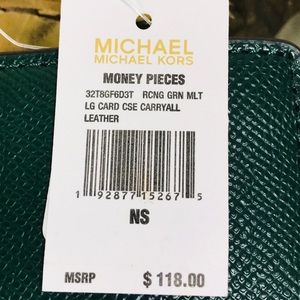 MICHAEL
MICHAEL KORS
MONEY PIECES
32T8GF6D3T RCNG GRN MLT
LG CARD CSE CARRYALL
LEATHER
1 92877 15267 5
NS
MSRP $ 118.00